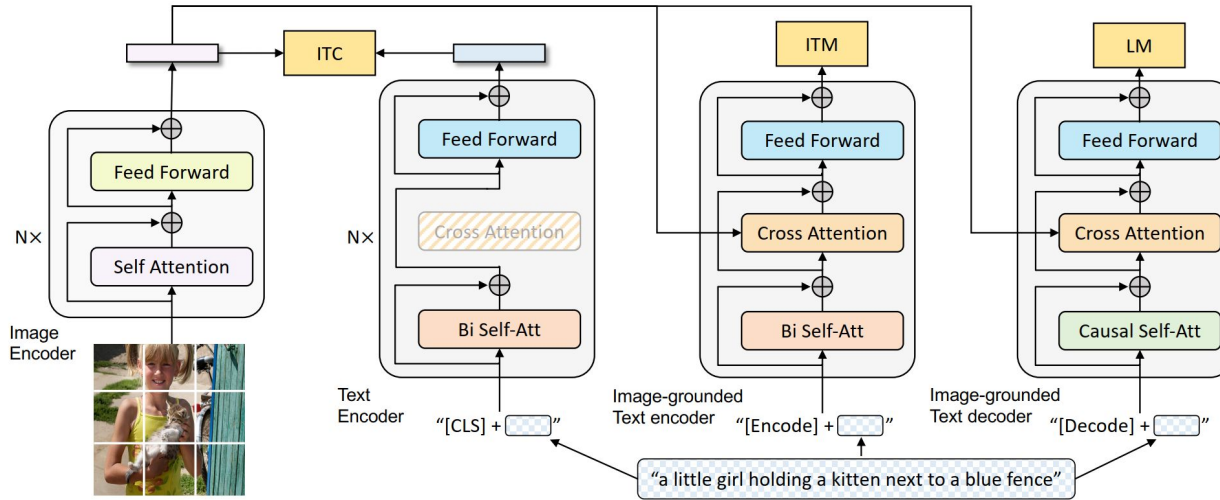 ITC
ITM
LM
Feed Forward
Self Attention
N×
Image
Encoder
Feed Forward
Cross Attention
Bi Self-Att
N×
Text
Encoder
"[CLS] + "
Feed Forward
Cross Attention
Bi Self-Att
Image-grounded
Text encoder
"[Encode] + "
Feed Forward
Cross Attention
Causal Self-Att
Image-grounded
Text decoder
"[Decode] + "
"a little girl holding a kitten next to a blue fence"